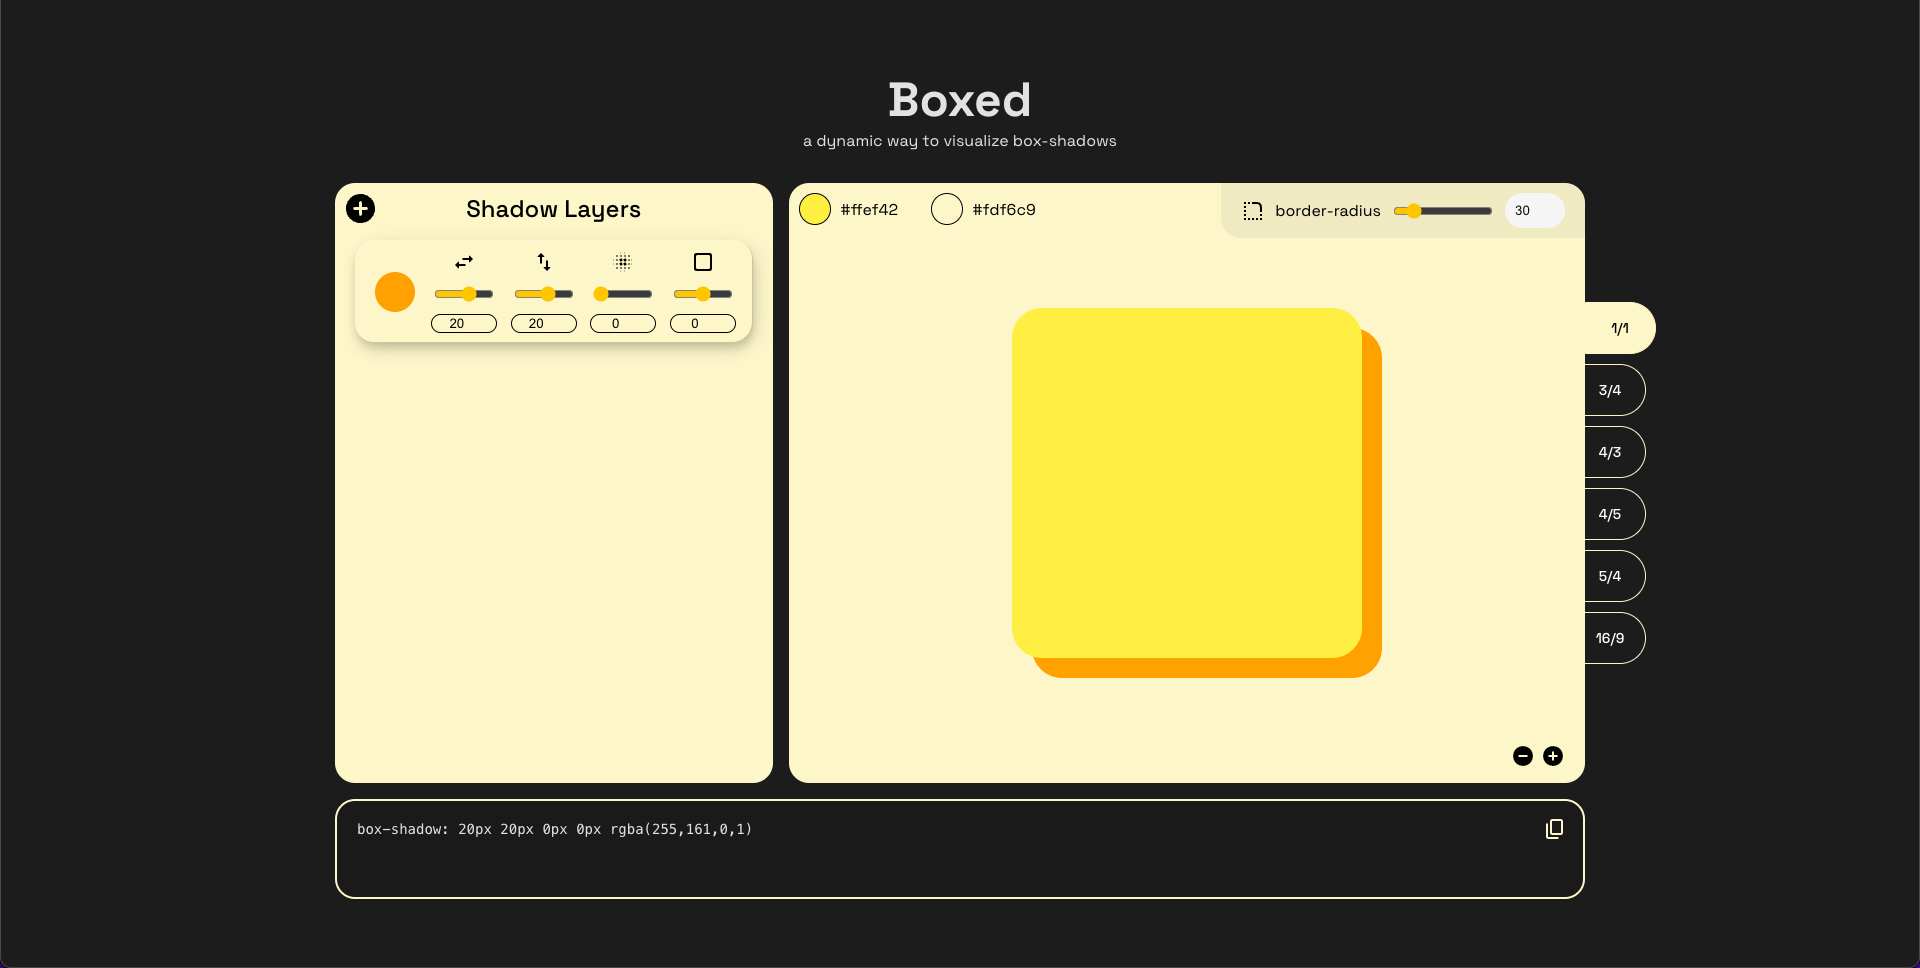 Boxed
a dynamic way to visualize box-shadows
Shadow Layers
20 20 0 0
#ffef42 #fdf6c9 border-radius 30
1/1
3/4
4/3
4/5
5/4
16/9
box-shadow: 20px 20px 0px 0px rgba(255,161,0,1)